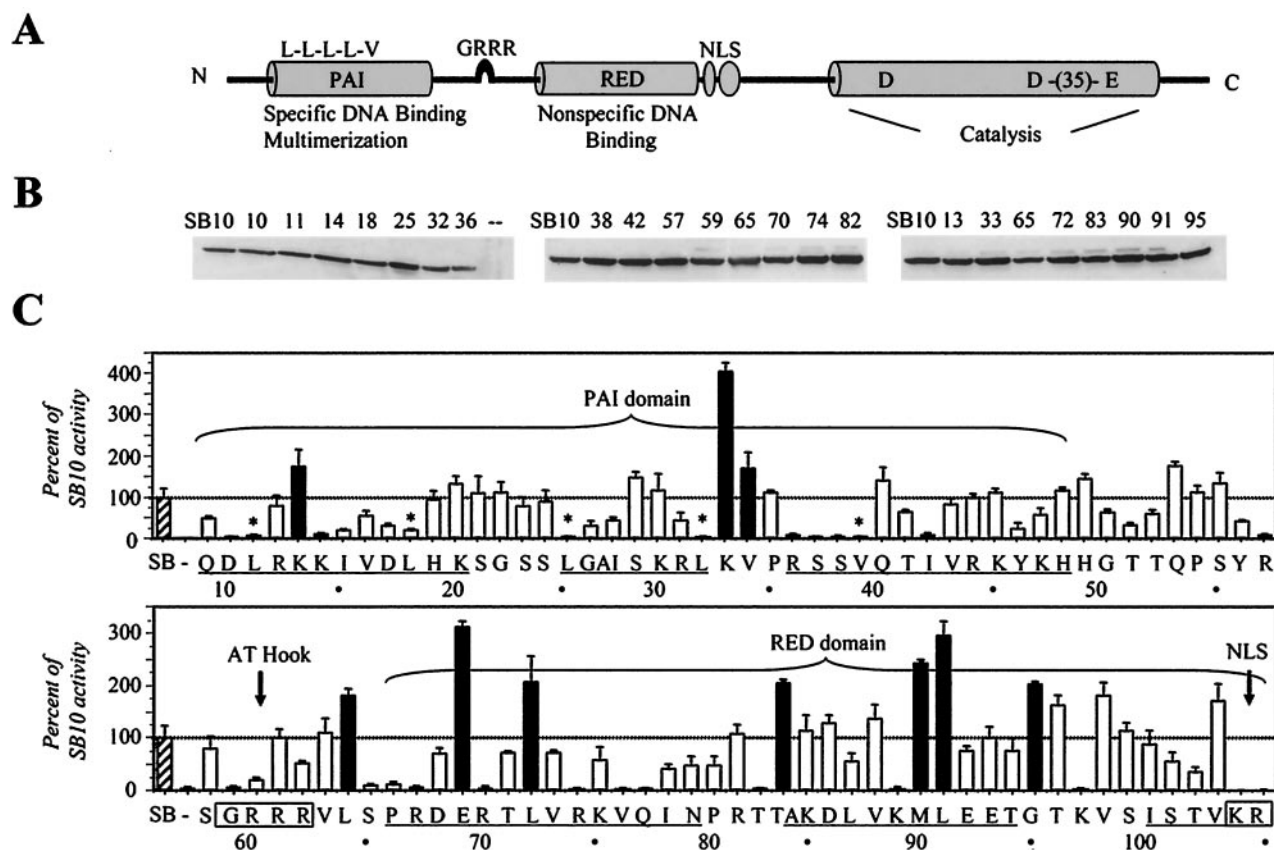 A
L-L-L-L-V
GRRR
NLS
N
PAI
RED
D
D -(35)- E
C
Specific DNA Binding
Multimerization
Nonspecific DNA
Binding
Catalysis
B
SB10 10 11 14 18 25 32 36 --
SB10 38 42 57 59 65 70 74 82
SB10 13 33 65 72 83 90 91 95
C
Percent of
SB10 activity
400
300
200
100
0
PAI domain
* * * * *
SB - Q D L R K K I V D L H K S G S S L G A I S K R L K V P R S S V Q T I V R K Y K H H G T T Q P S Y R
10 • 20 • 30 • 40 • 50 •
Percent of
SB10 activity
300
200
100
0
AT Hook
RED domain
NLS
SB - S G R R R V L S P R D E R T L V R K V Q I N P R T T A K D L V K M L E E T G T K V S I S T V K R
60 • 70 • 80 • 90 • 100 •